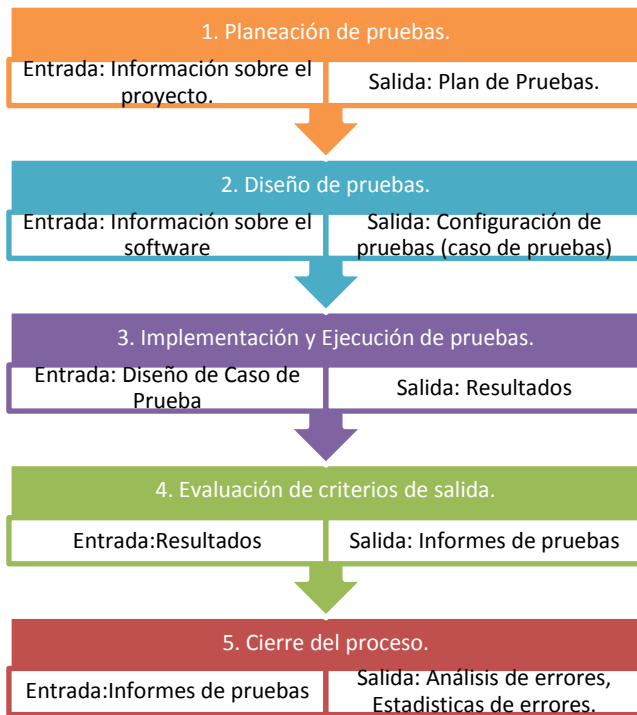 1. Planeación de pruebas.
Entrada: Información sobre el
proyecto.
Salida: Plan de Pruebas.
2. Diseño de pruebas.
Entrada: Información sobre el
software
Salida: Configuración de
pruebas (caso de pruebas)
3. Implementación y Ejecución de pruebas.
Entrada: Diseño de Caso de
Prueba
Salida: Resultados
4. Evaluación de criterios de salida.
Entrada:Resultados
Salida: Informes de pruebas
5. Cierre del proceso.
Entrada:Informes de pruebas
Salida: Análisis de errores,
Estadisticas de errores.